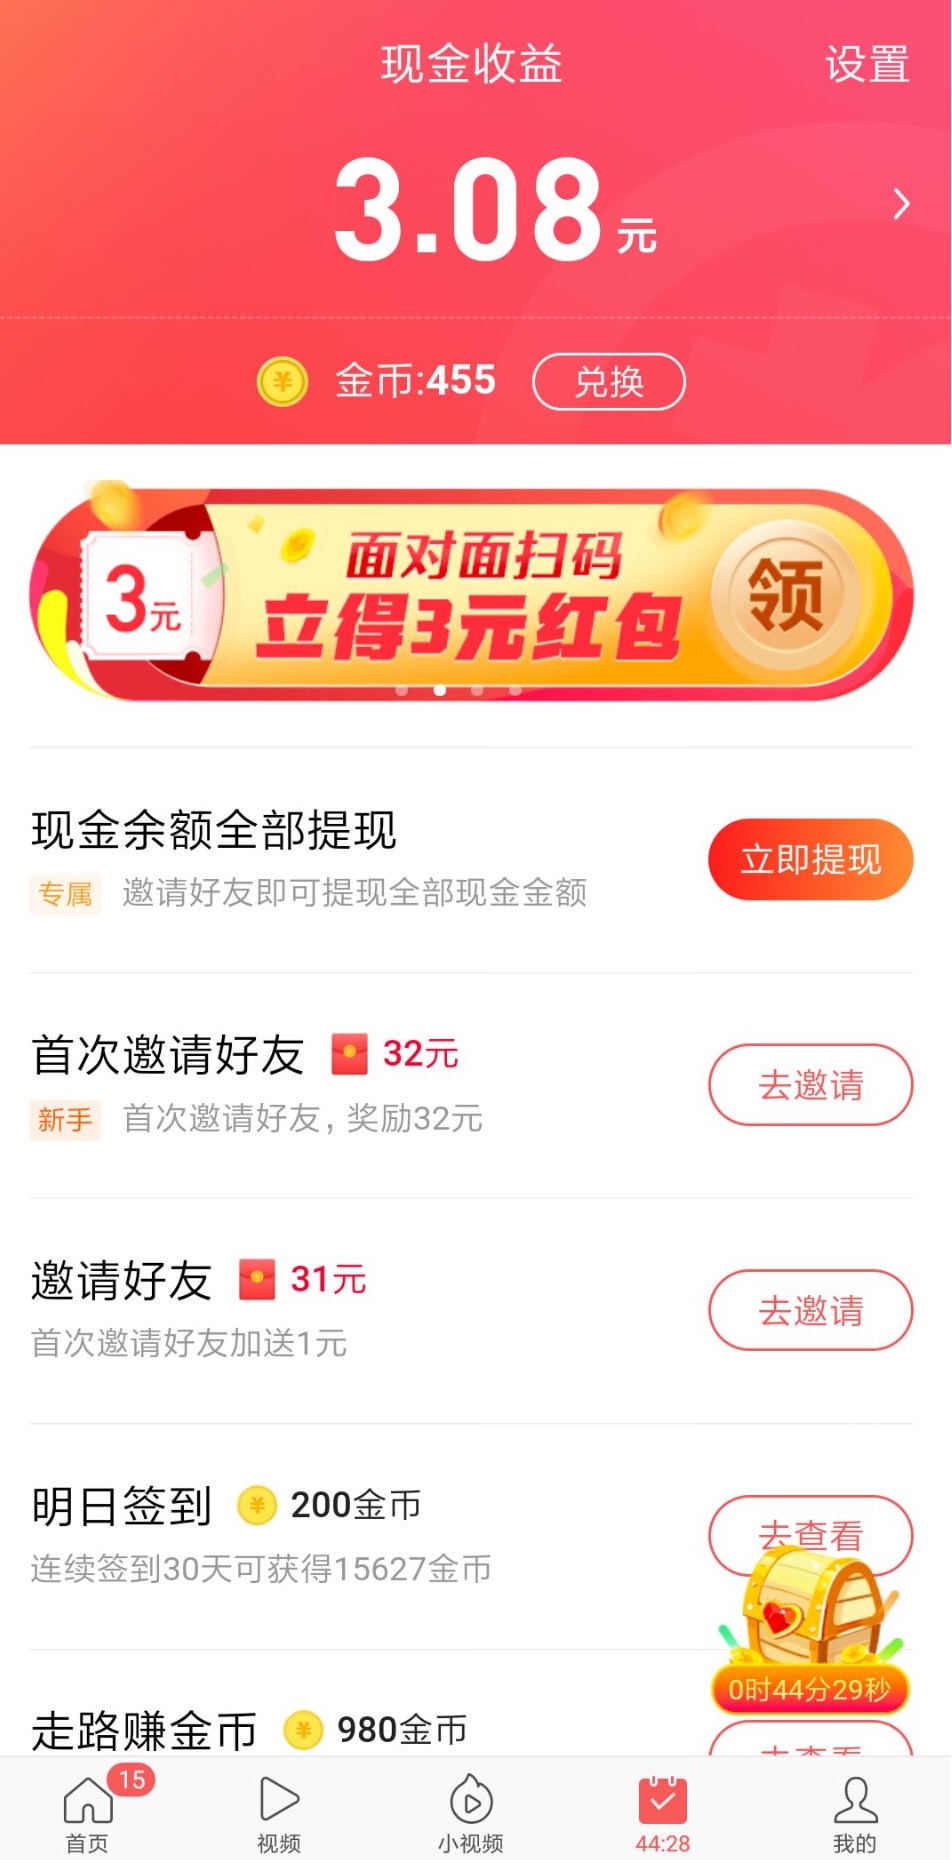 现金收益
设置
3.08元
金币:455
兑换
3元
面对面扫码
立得3元红包
领
现金余额全部提现
专属 邀请好友即可提现全部现金金额
立即提现
首次邀请好友 32元
新手 首次邀请好友，奖励32元
去邀请
邀请好友 31元
首次邀请好友加送1元
去邀请
明日签到 200金币
连续签到30天可获得15627金币
去查看
0时44分29秒
走路赚金币 980金币
去查看
15
首页
视频
小视频
44:28
我的